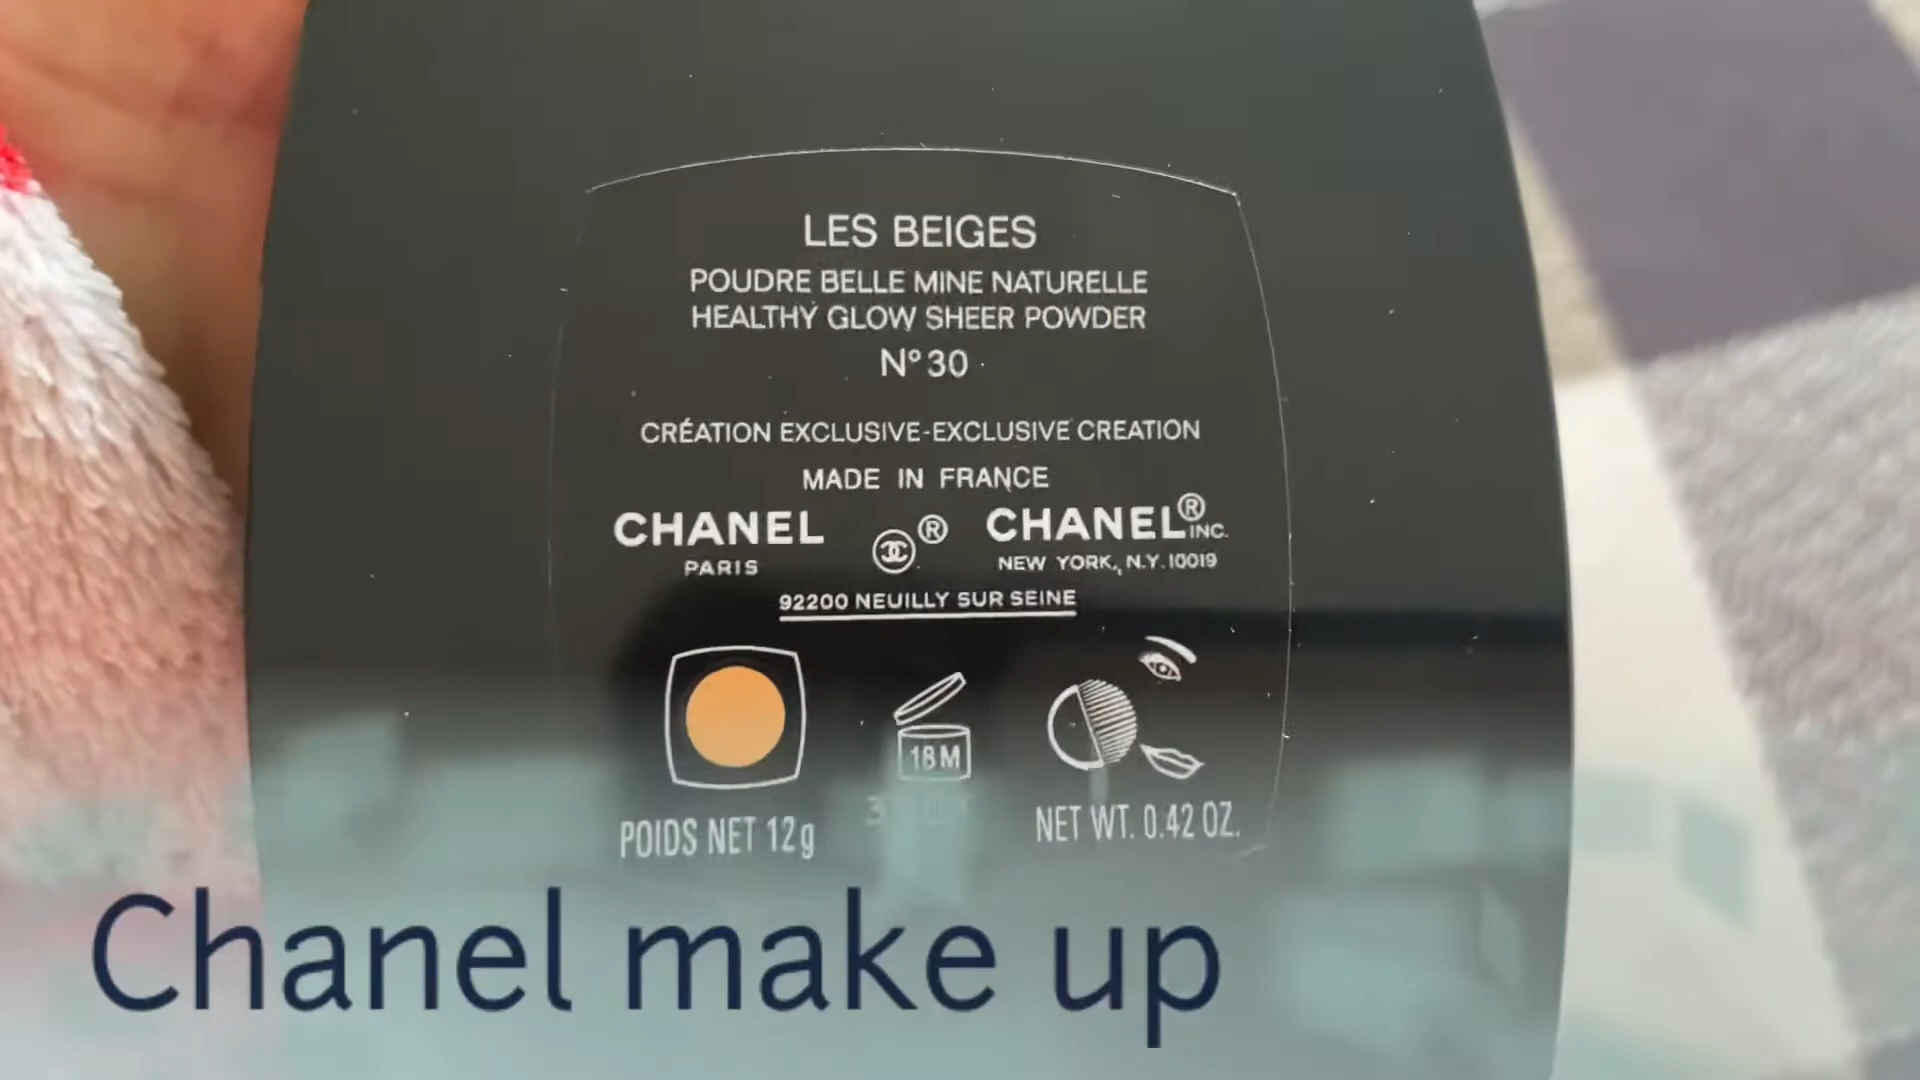 LES BEIGES
POUDRE BELLE MINE NATURELLE
HEALTHY GLOW SHEER POWDER
Nº30
CRÉATION EXCLUSIVE-EXCLUSIVE CREATION
MADE IN FRANCE
CHANEL ® CHANEL® INC.
PARIS NEW YORK, N.Y. 10019
92200 NEUILLY SUR SEINE
18M
POIDS NET 12g NET WT. 0.42 OZ.
Chanel make up